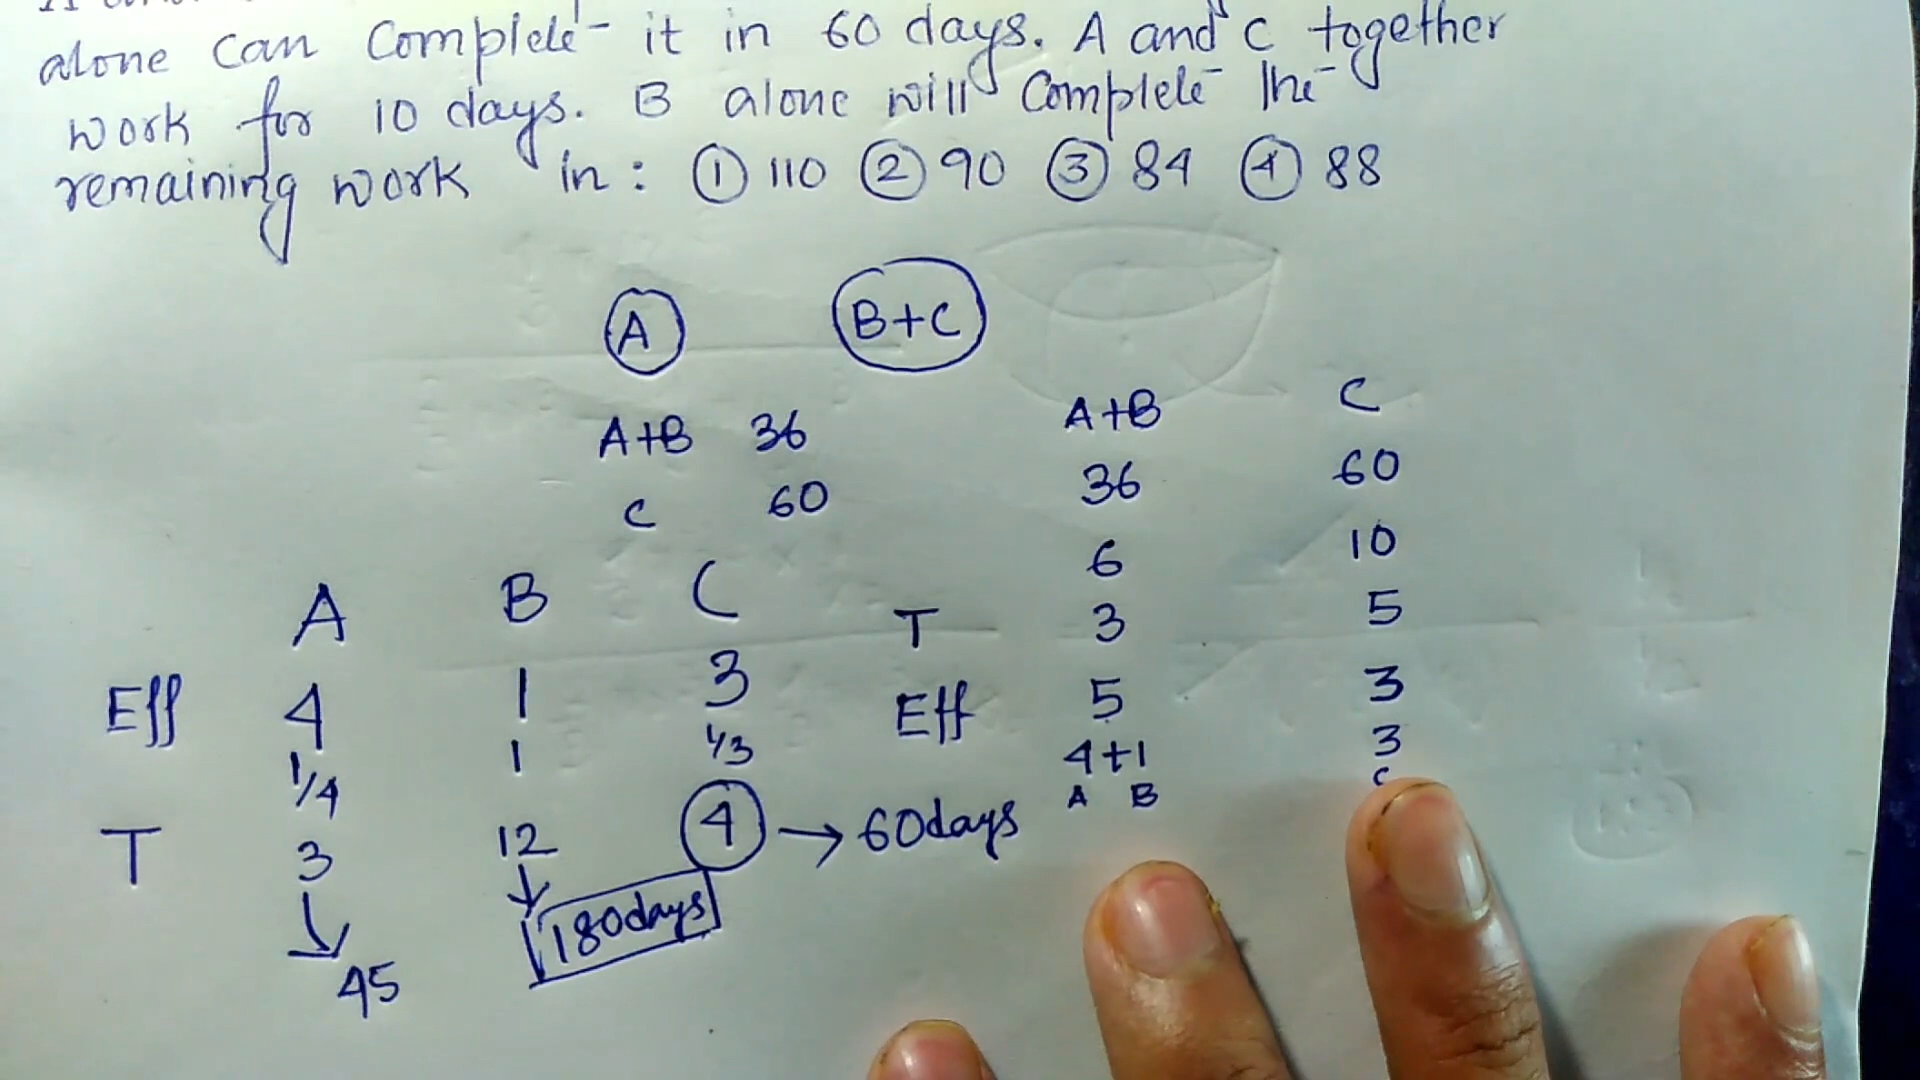 alone can complete it in 60 days. A and C together
work for 10 days. B alone will complete the
remaining work in: ① 110 ② 90 ③ 84 ④ 88
A B+C
A+B 36
C 60
A+B C
36 60
6 10
T 3 5
Eff 5 3
4+1 3
A B C
A B C
Eff 4 1 3
1/4 1 1/3
T 3 12 4 → 60days
45 180days